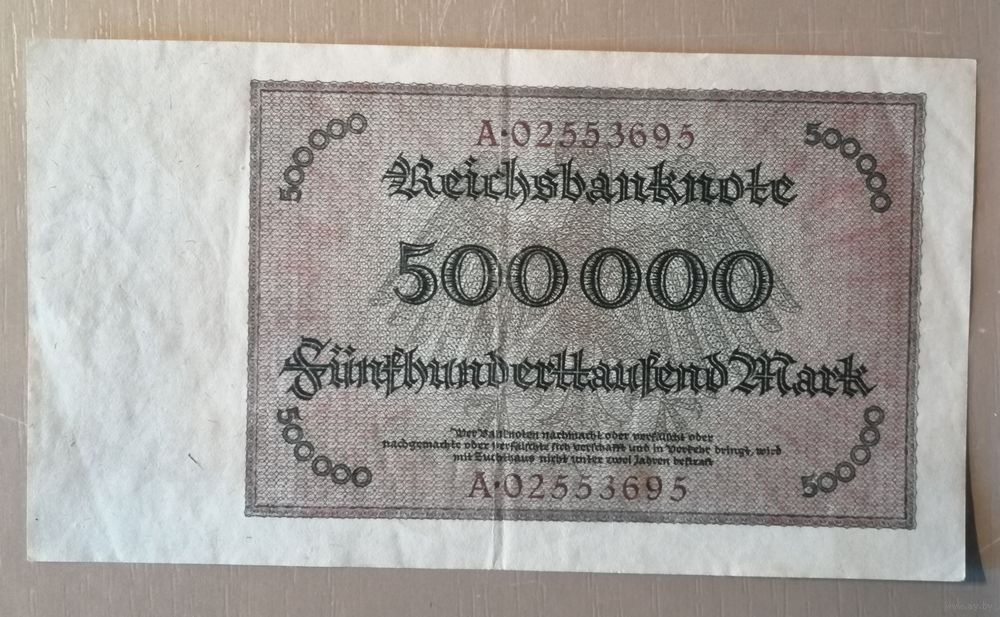 500000
A·02553695
500000
Reichsbanknote
500000
Fünfhunderttausend Mark
Wer Banknoten nachmacht oder verfälscht oder
nachgemachte oder verfälschte sich verschafft und in Verkehr bringt, wird
mit Zuchthaus nicht unter zwei Jahren bestraft
500000
A·02553695
500000